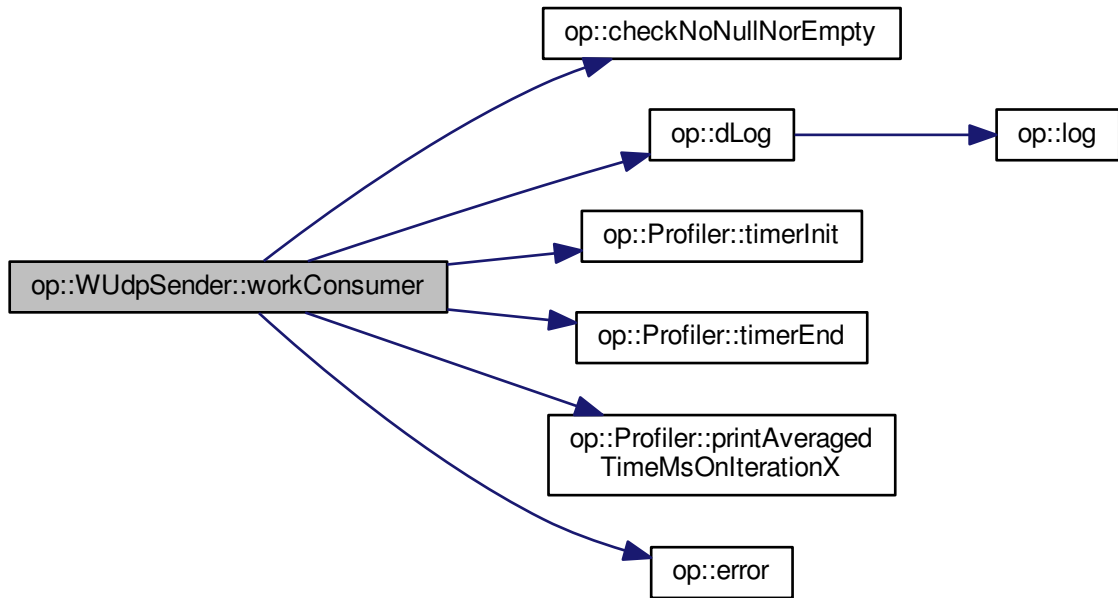 op::checkNoNullNorEmpty
op::dLog
op::log
op::Profiler::timerInit
op::WUdpSender::workConsumer
op::Profiler::timerEnd
op::Profiler::printAveraged
TimeMsOnIterationX
op::error